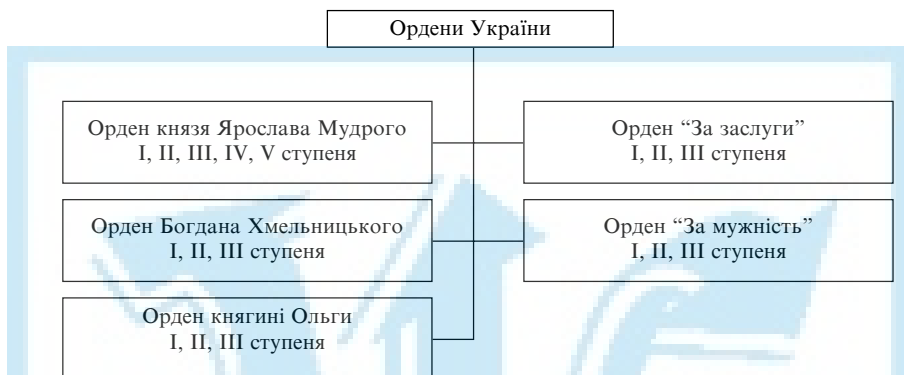 Ордени України
Орден князя Ярослава Мудрого
I, II, III, IV, V ступеня
Орден “За заслуги”
I, II, III ступеня
Орден Богдана Хмельницького
I, II, III ступеня
Орден “За мужність”
I, II, III ступеня
Орден княгині Ольги
I, II, III ступеня